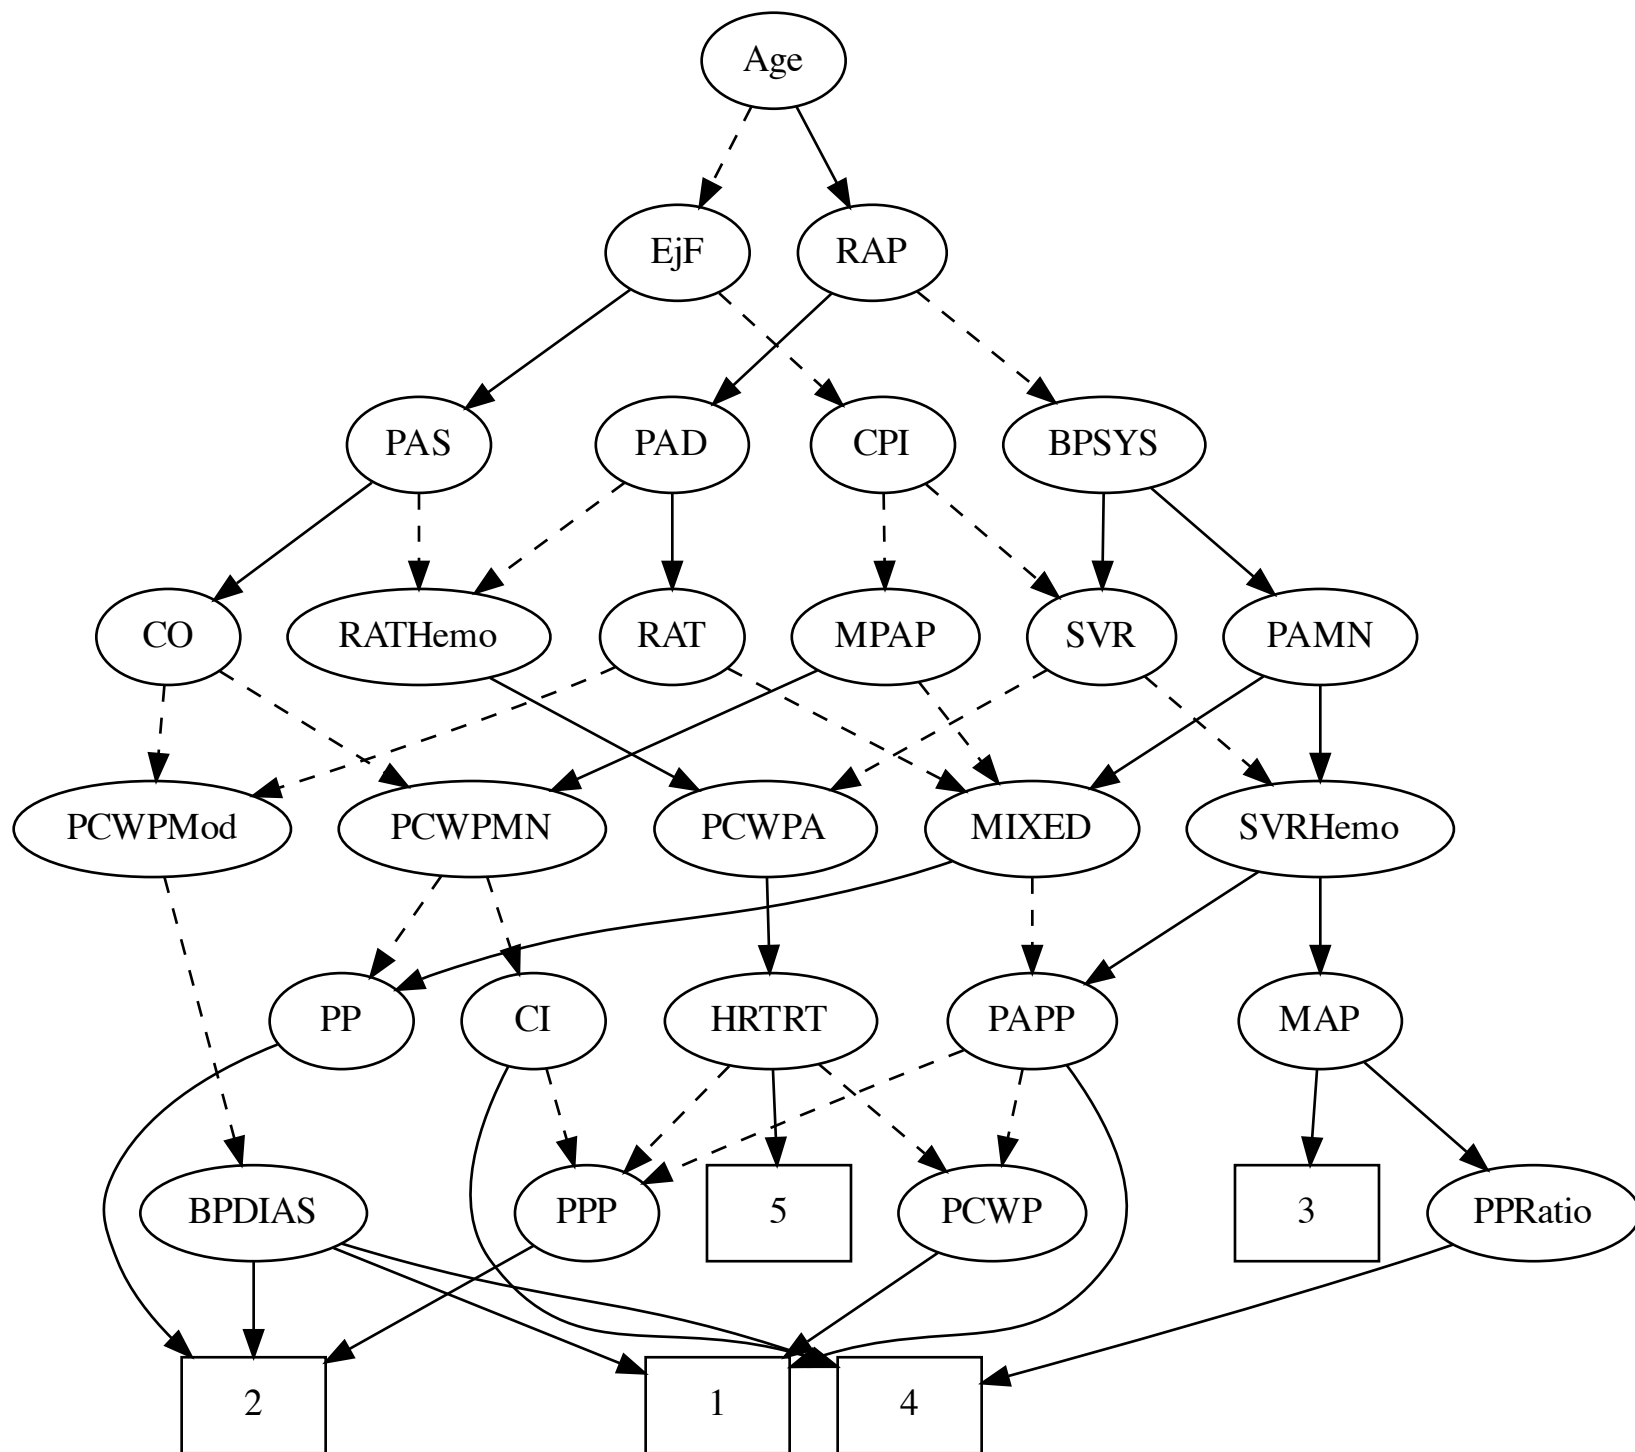 Age
EjF
RAP
PAS
PAD
CPI
BPSYS
CO
RATHemo
RAT
MPAP
SVR
PAMN
PCWPMod
PCWPMN
PCWPA
MIXED
SVRHemo
PP
CI
HRTRT
PAPP
MAP
BPDIAS
PPP
5
PCWP
3
PPRatio
2
1
4